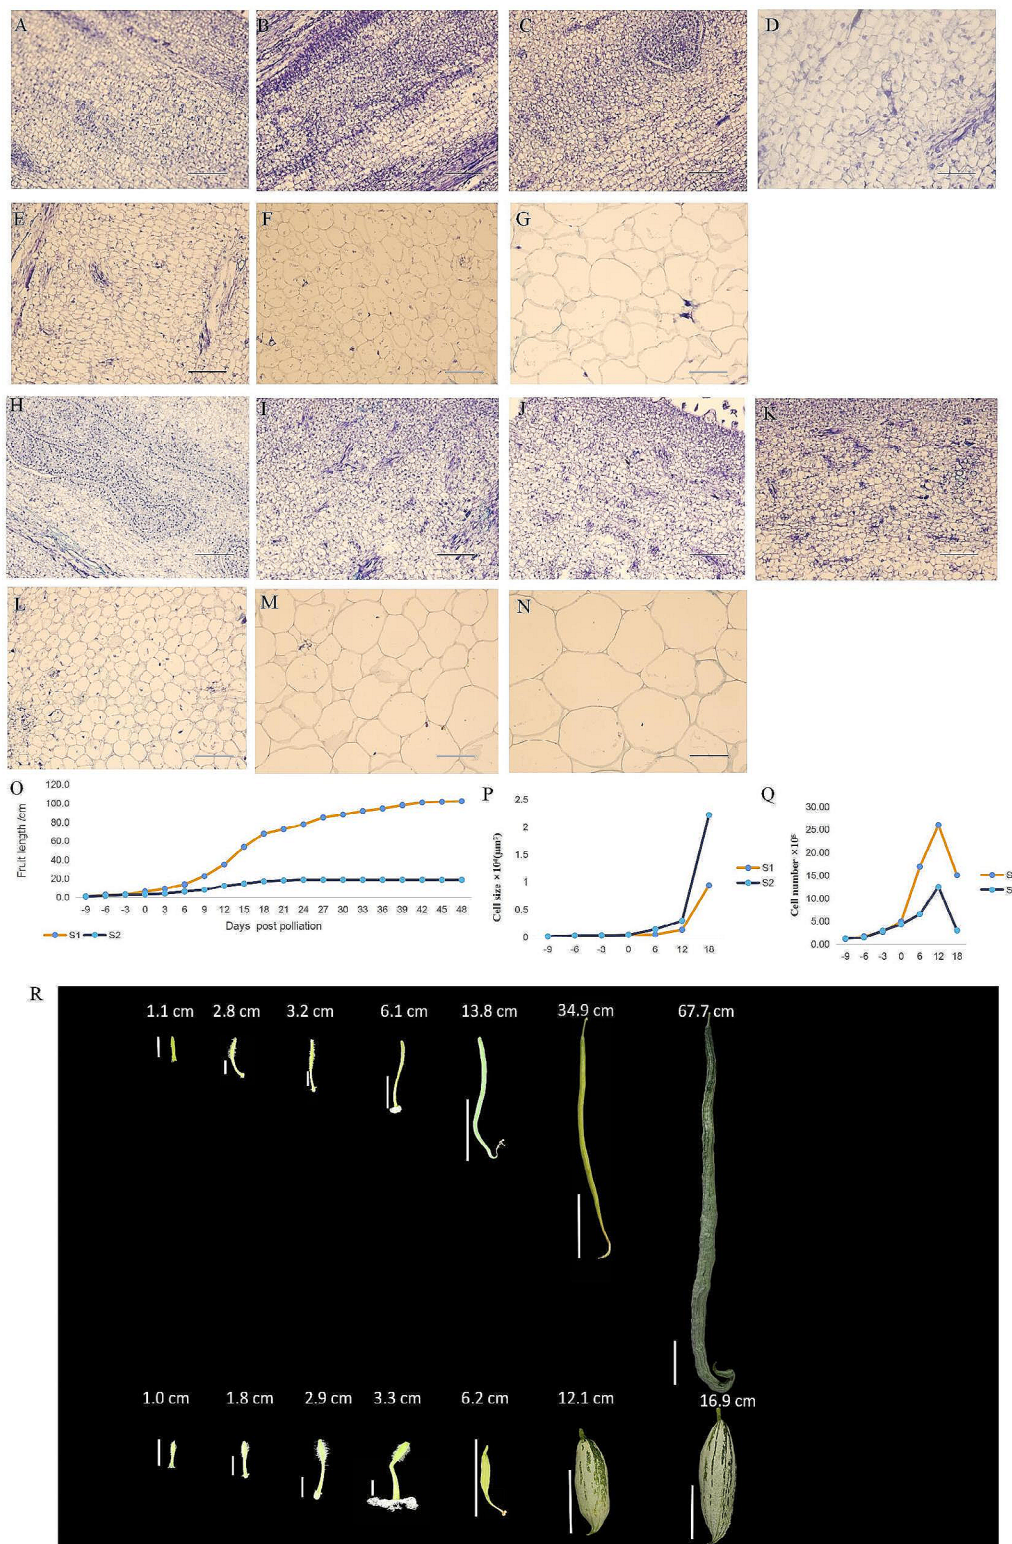 A B C D
E F G
H I J K
L M N
O P Q
120.0
100.0
80.0
60.0
40.0
20.0
0.0
Fruit length /cm
-9 -6 -3 0 3 6 9 12 15 18 21 24 27 30 33 36 39 42 45 48
Days post polliation
S1 S2
2.5
2
1.5
1
0.5
0
Cell size ×10⁴(μm²)
-9 -6 -3 0 6 12 18
S1
S2
30.00
25.00
20.00
15.00
10.00
5.00
0.00
-9 -6 -3 0 6 12 18
S
S
R
1.1 cm 2.8 cm 3.2 cm 6.1 cm 13.8 cm 34.9 cm 67.7 cm
1.0 cm 1.8 cm 2.9 cm 3.3 cm 6.2 cm 12.1 cm 16.9 cm